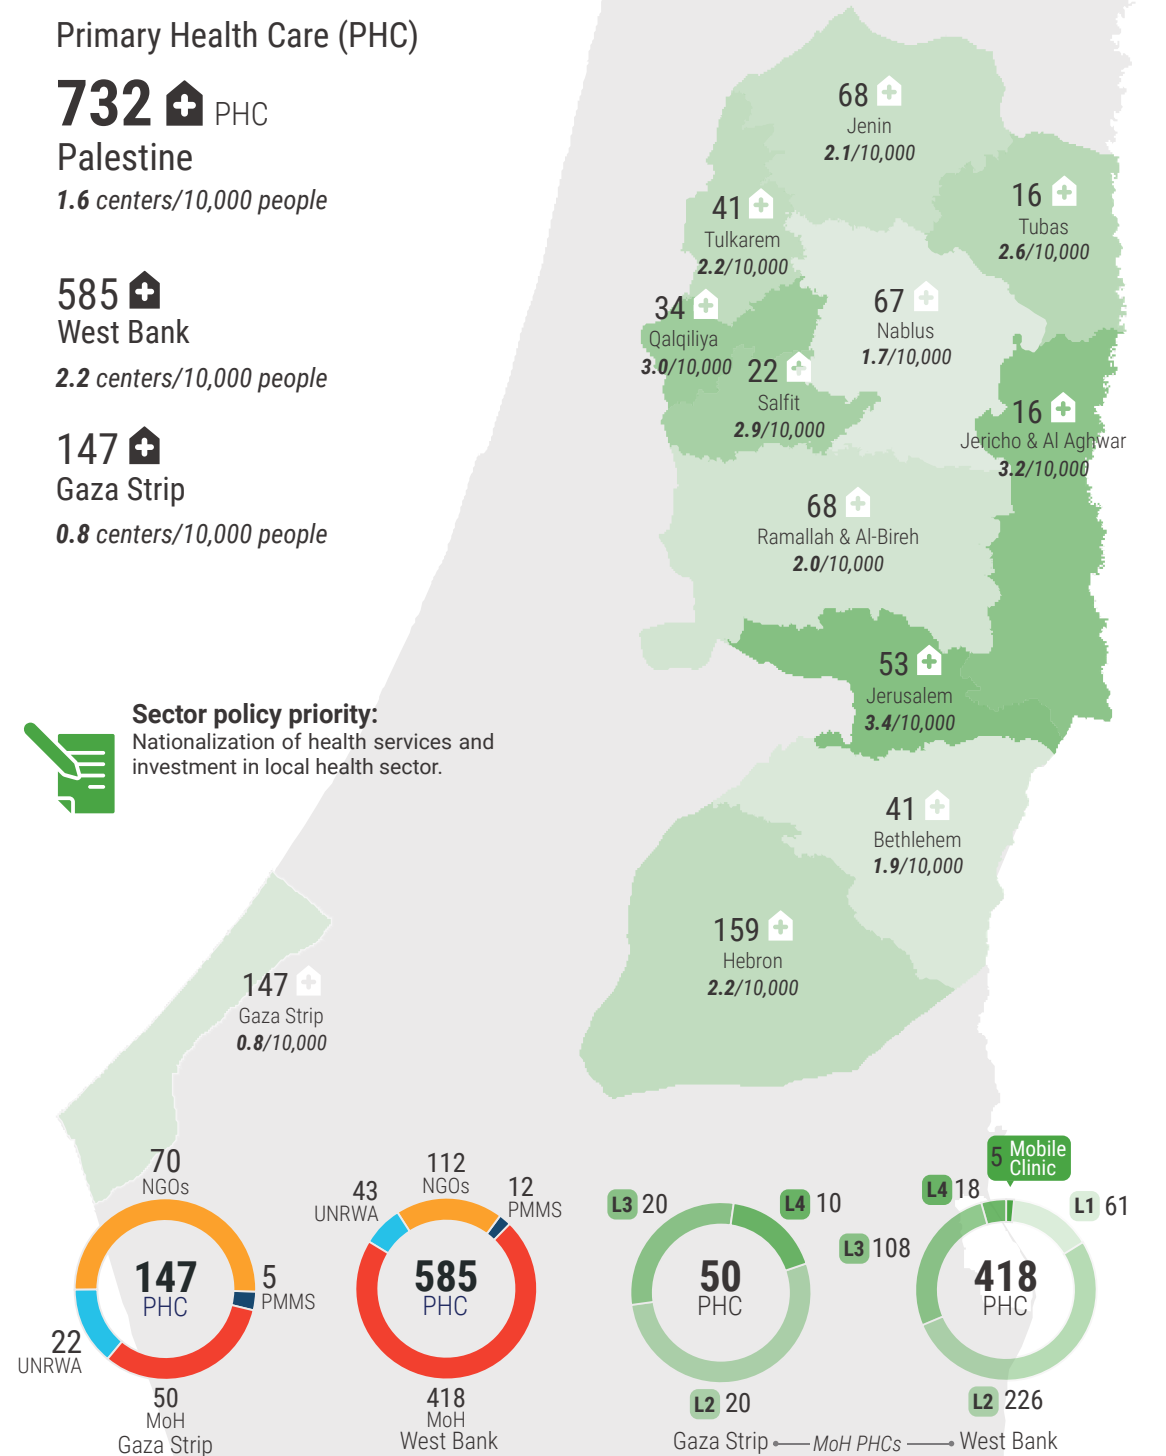 Primary Health Care (PHC)
732 PHC
Palestine
1.6 centers/10,000 people
585
West Bank
2.2 centers/10,000 people
147
Gaza Strip
0.8 centers/10,000 people
Sector policy priority:
Nationalization of health services and
investment in local health sector.
68
Jenin
2.1/10,000
16
Tubas
2.6/10,000
41
Tulkarem
2.2/10,000
34
Qalqiliya
3.0/10,000
67
Nablus
1.7/10,000
22
Salfit
2.9/10,000
16
Jericho & Al Aghwar
3.2/10,000
68
Ramallah & Al-Bireh
2.0/10,000
53
Jerusalem
3.4/10,000
41
Bethlehem
1.9/10,000
159
Hebron
2.2/10,000
147
Gaza Strip
0.8/10,000
70
NGOs
5
PMMS
147
PHC
22
UNRWA
50
MoH
Gaza Strip
112
NGOs
12
PMMS
43
UNRWA
585
PHC
418
MoH
West Bank
L3 20
L4 10
50
PHC
L2 20
Gaza Strip
MoH PHCs
5 Mobile
Clinic
L4 18
L1 61
L3 108
418
PHC
L2 226
West Bank